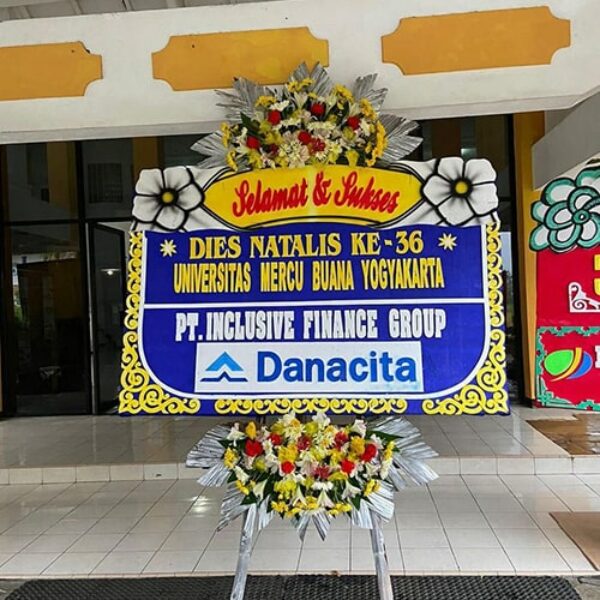 Selamat & Sukses
DIES NATALIS KE-36
UNIVERSITAS MERCU BUANA YOGYAKARTA
PT. INCLUSIVE FINANCE GROUP
Danacita